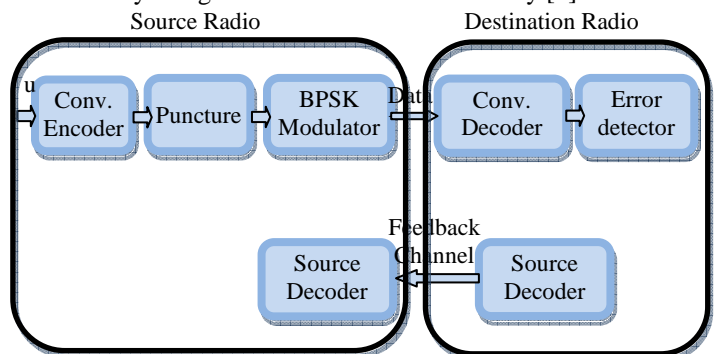 Source Radio
Destination Radio
u
Conv.
Encoder
Puncture
BPSK
Modulator
Data
Conv.
Decoder
Error
detector
Feedback
Channel
Source
Decoder
Source
Decoder